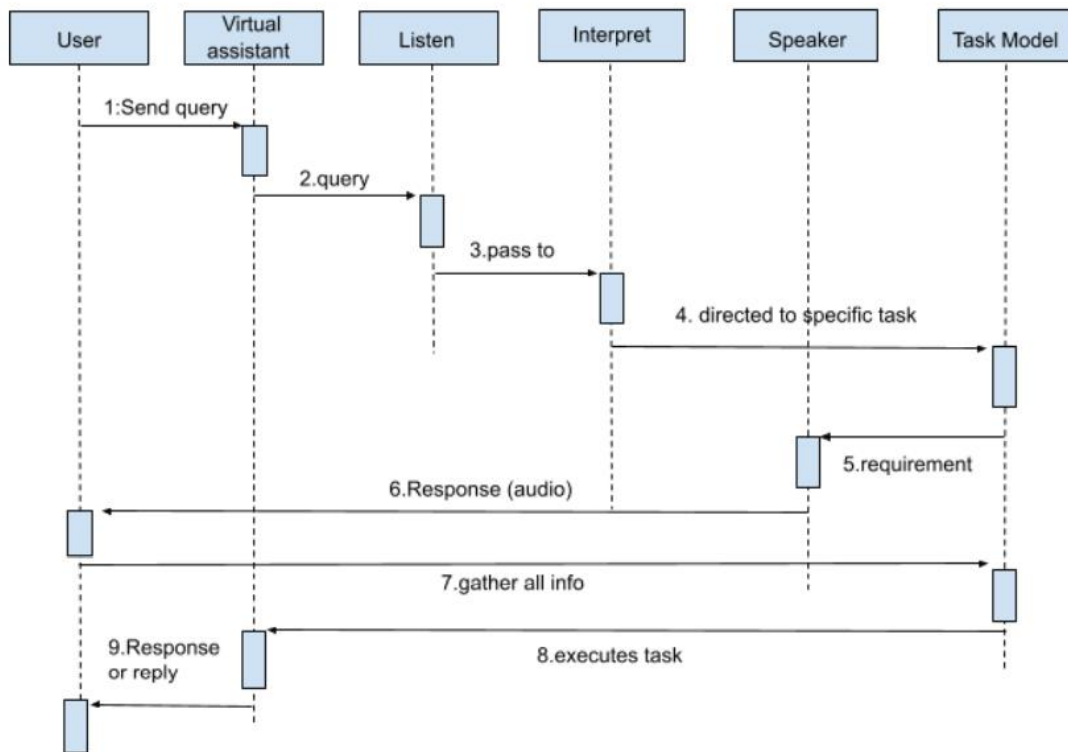 User
Virtual
assistant
Listen
Interpret
Speaker
Task Model
1:Send query
2.query
3.pass to
4. directed to specific task
5.requirement
6.Response (audio)
7.gather all info
8.executes task
9.Response
or reply